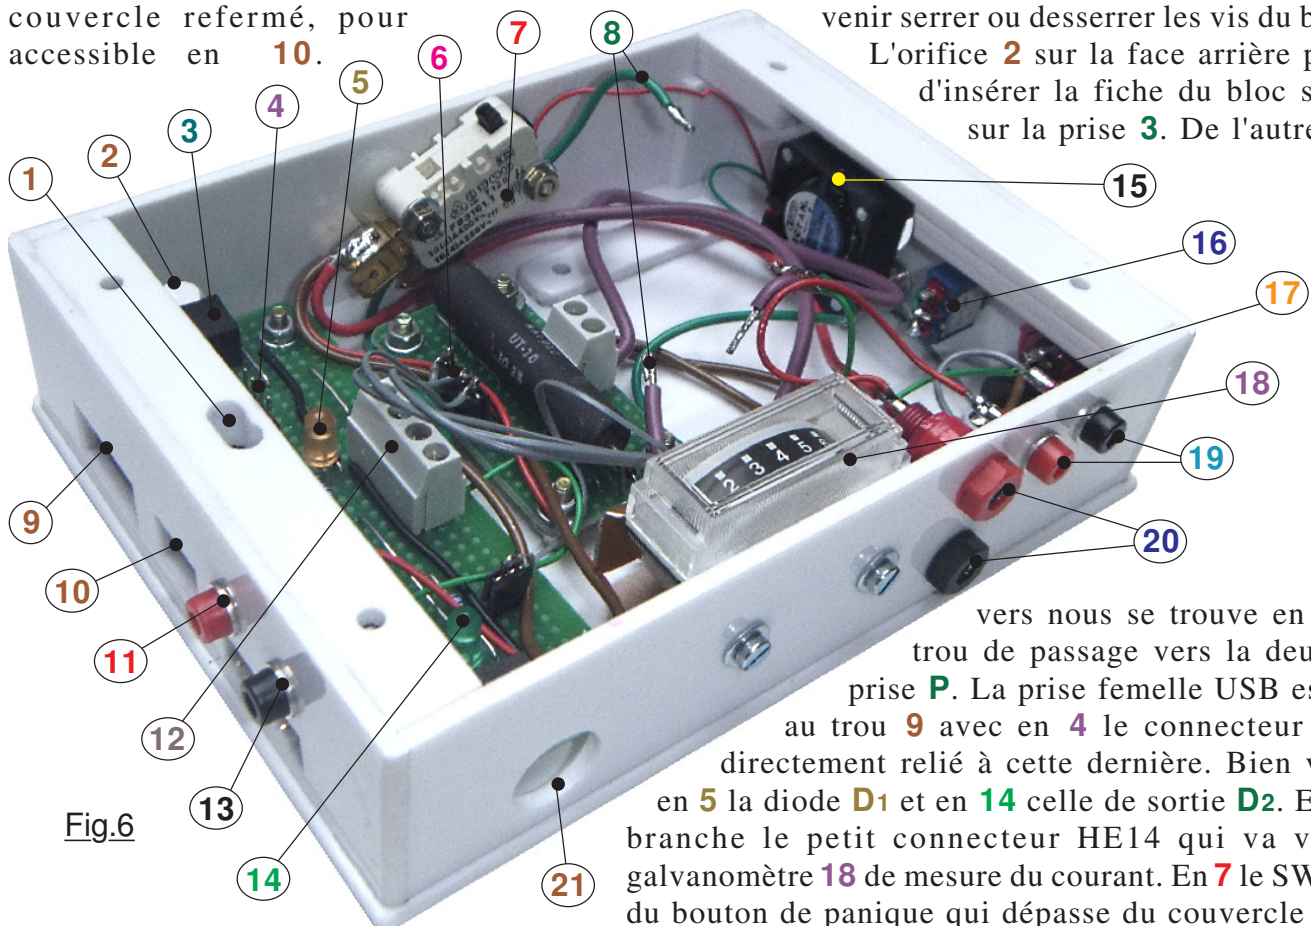 couvercle refermé, pour
accessible en 10.
venir serrer ou desserrer les vis du
L'orifice 2 sur la face arrière
d'insérer la fiche du bloc
sur la prise 3. De l'autre
1
2
3
4
5
6
7
8
15
16
17
18
19
20
9
10
11
12
13
14
21
UT-10
2 3 4 5
Fig.6
vers nous se trouve en
trou de passage vers la
prise P. La prise femelle USB
au trou 9 avec en 4 le connecteur
directement relié à cette dernière. Bien
en 5 la diode D1 et en 14 celle de sortie D2.
branche le petit connecteur HE14 qui va
galvanomètre 18 de mesure du courant. En 7 le
du bouton de panique qui dépasse du couvercle